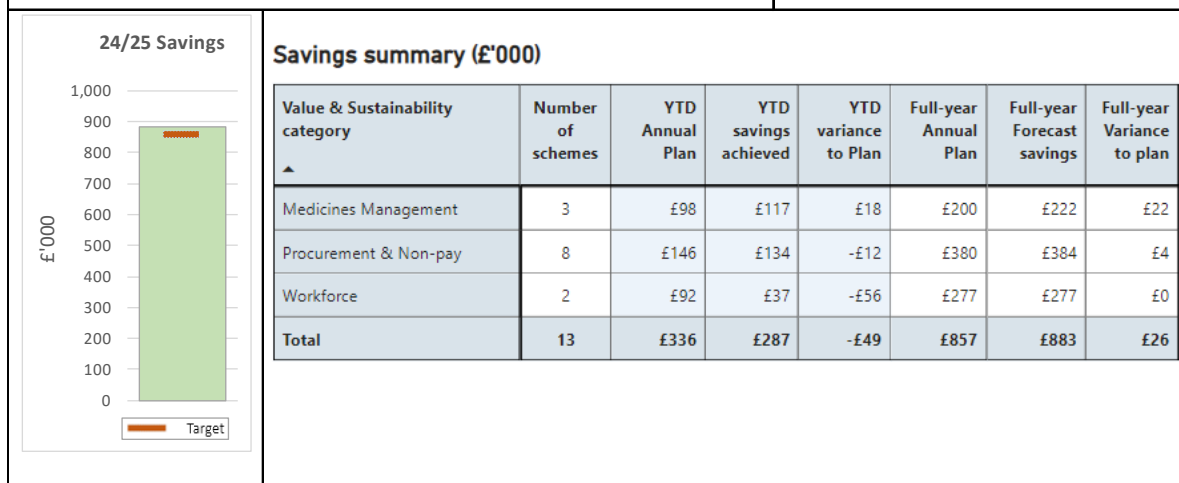 24/25 Savings
1,000
900
800
700
600
500
400
300
200
100
0
£'000
Target
Savings summary (£'000)
Value & Sustainability category Number of schemes YTD Annual Plan YTD savings achieved YTD variance to Plan Full-year Annual Plan Full-year Forecast savings Full-year Variance to plan
Medicines Management 3 £98 £117 £18 £200 £222 £22
Procurement & Non-pay 8 £146 £134 -£12 £380 £384 £4
Workforce 2 £92 £37 -£56 £277 £277 £0
Total 13 £336 £287 -£49 £857 £883 £26